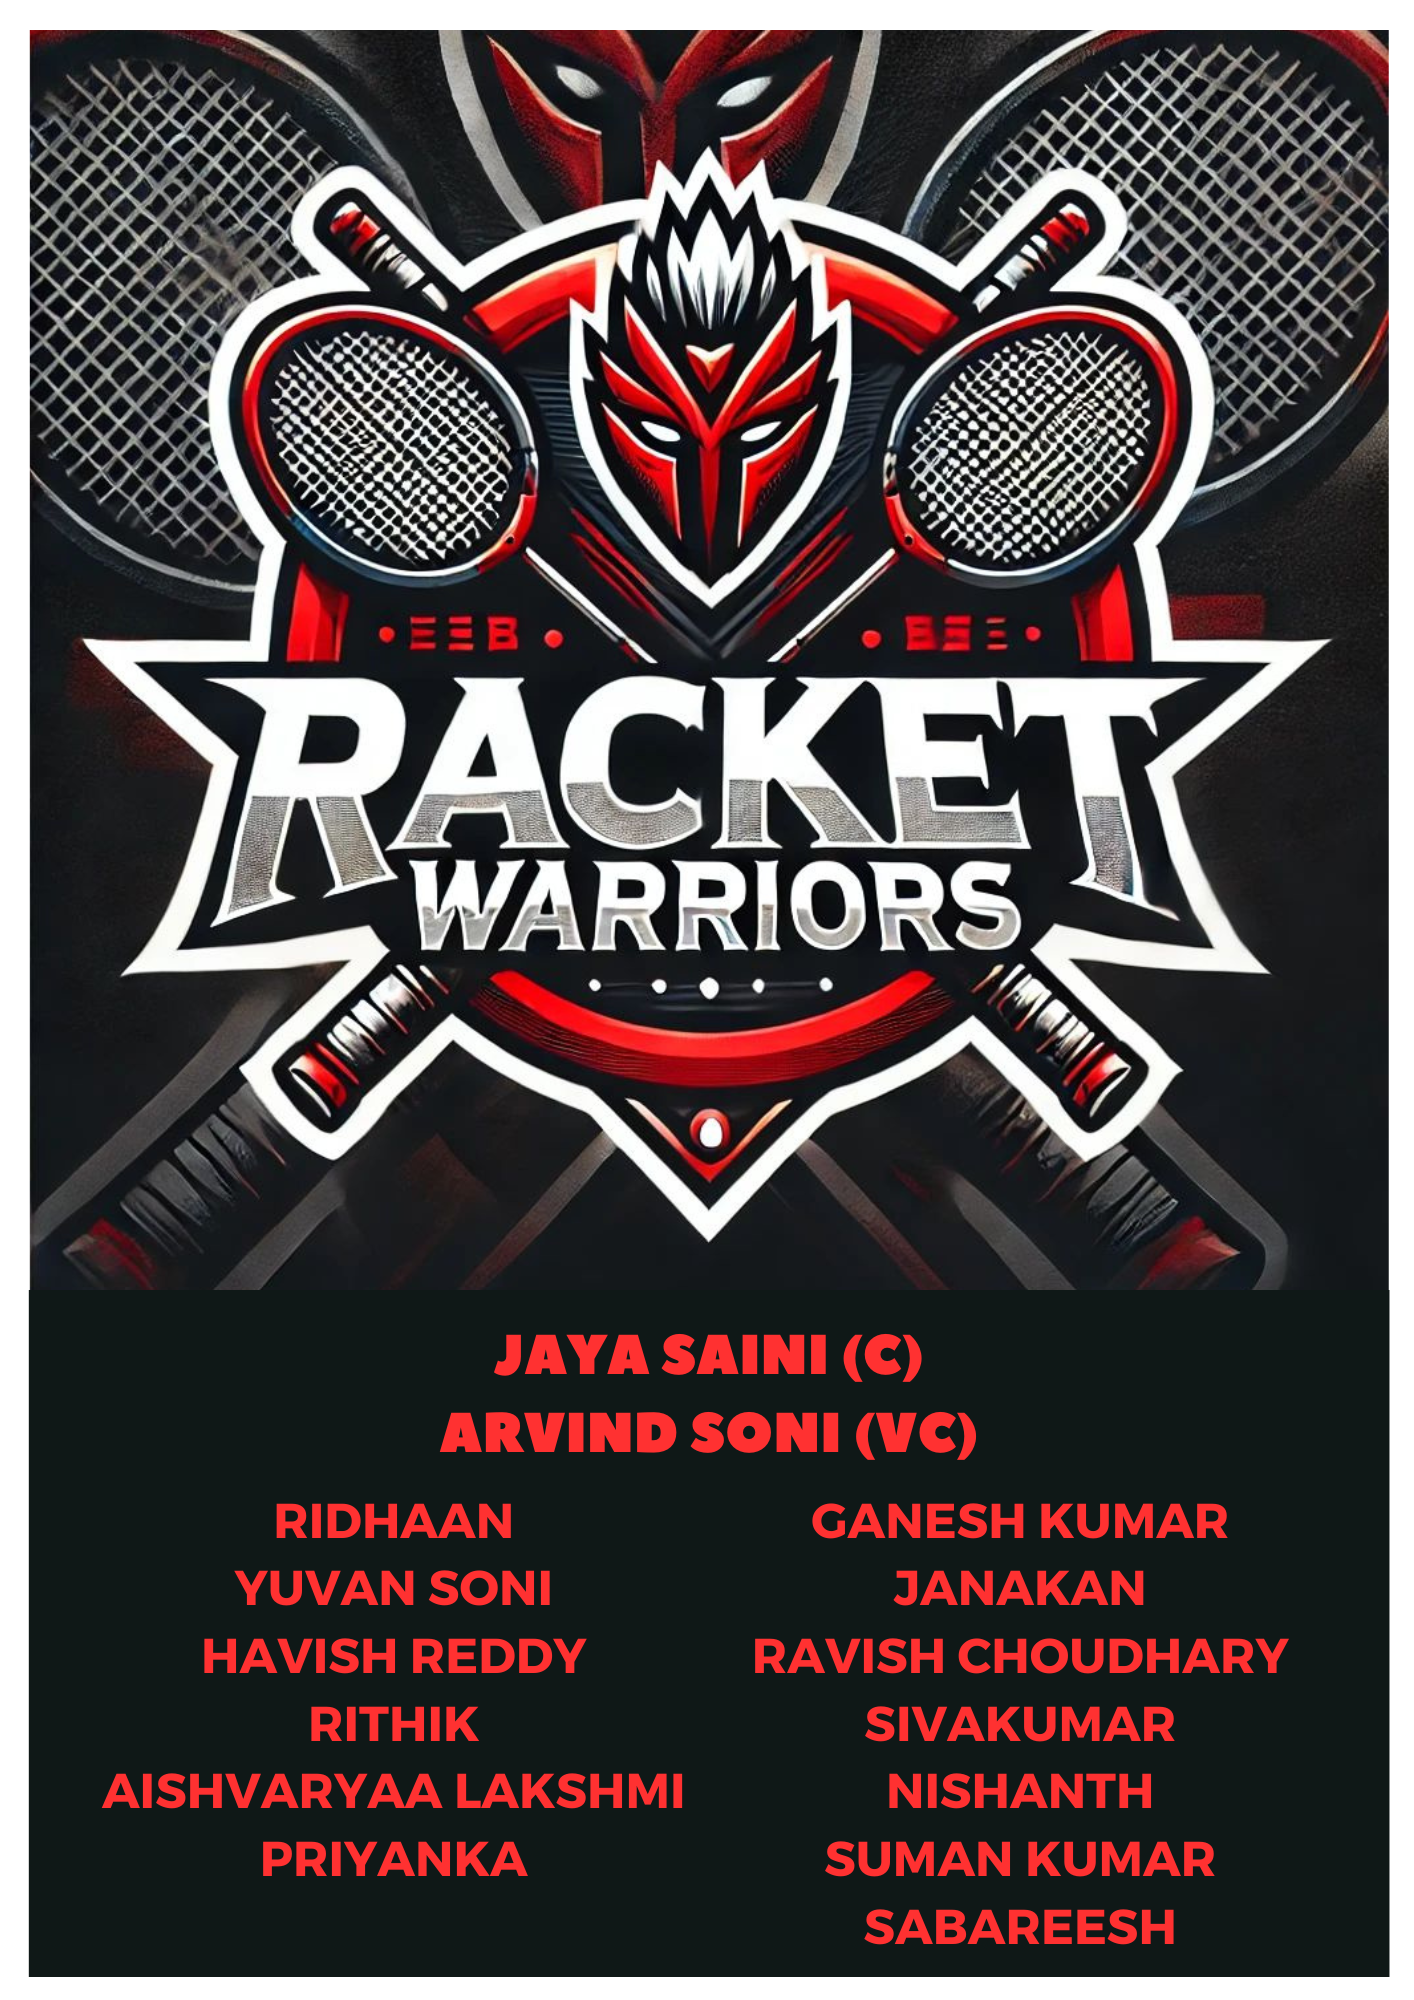 RACKET
WARRIORS
JAYA SAINI (C)
ARVIND SONI (VC)
RIDHAAN
YUVAN SONI
HAVISH REDDY
RITHIK
AISHVARYAA LAKSHMI
PRIYANKA
GANESH KUMAR
JANAKAN
RAVISH CHOUDHARY
SIVAKUMAR
NISHANTH
SUMAN KUMAR
SABAREESH